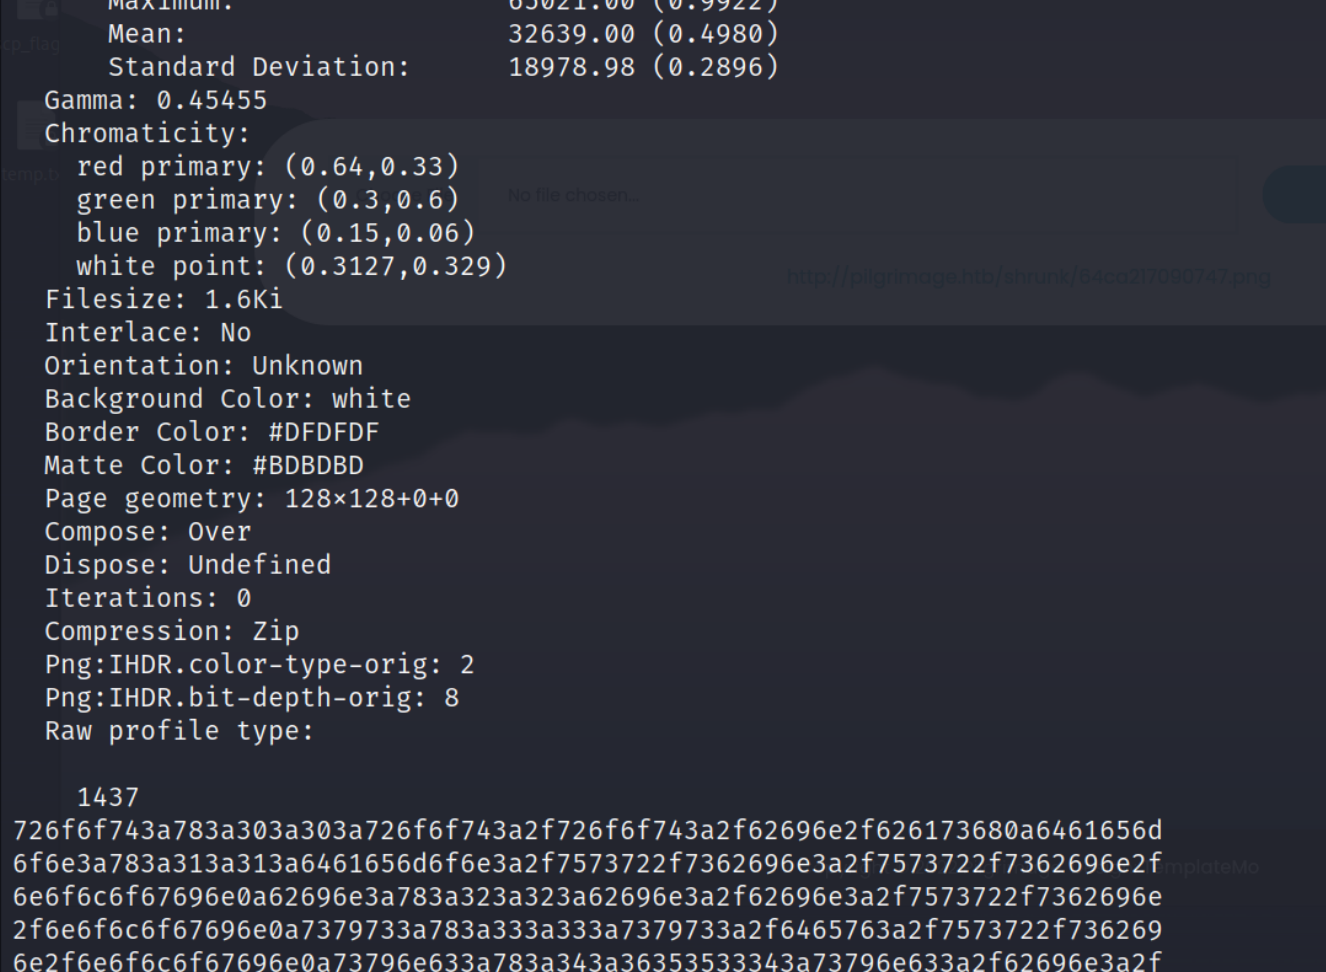 Maximum: 65021.00 (0.9922)
Mean: 32639.00 (0.4980)
Standard Deviation: 18978.98 (0.2896)
Gamma: 0.45455
Chromaticity:
red primary: (0.64,0.33)
green primary: (0.3,0.6)
No file chosen...
blue primary: (0.15,0.06)
white point: (0.3127,0.329)
http://pilgrimage.htb/shrunk/64ca217090747.png
Filesize: 1.6Ki
Interlace: No
Orientation: Unknown
Background Color: white
Border Color: #DFDFDF
Matte Color: #BDBDBD
Page geometry: 128×128+0+0
Compose: Over
Dispose: Undefined
Iterations: 0
Compression: Zip
Png:IHDR.color-type-orig: 2
Png:IHDR.bit-depth-orig: 8
Raw profile type:
1437
726f6f743a783a303a303a726f6f743a2f726f6f743a2f62696e2f626173680a6461656d
6f6e3a783a313a313a6461656d6f6e3a2f7573722f7362696e3a2f7573722f7362696e2f
6e6f6c6f67696e0a62696e3a783a323a323a62696e3a2f62696e3a2f7573722f7362696e
2f6e6f6c6f67696e0a7379733a783a333a333a7379733a2f6465763a2f7573722f736269
6e2f6e6f6c6f67696e0a73796e633a783a343a36353533343a73796e633a2f62696e3a2f